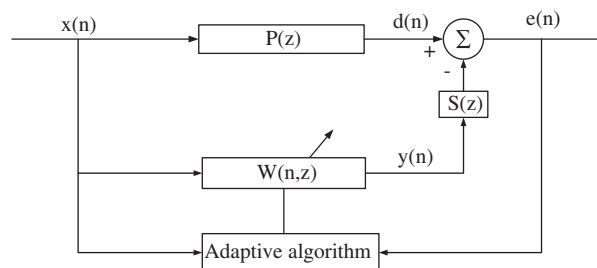 x(n)
P(z)
d(n)
+
Σ
e(n)
-
S(z)
W(n,z)
y(n)
Adaptive algorithm